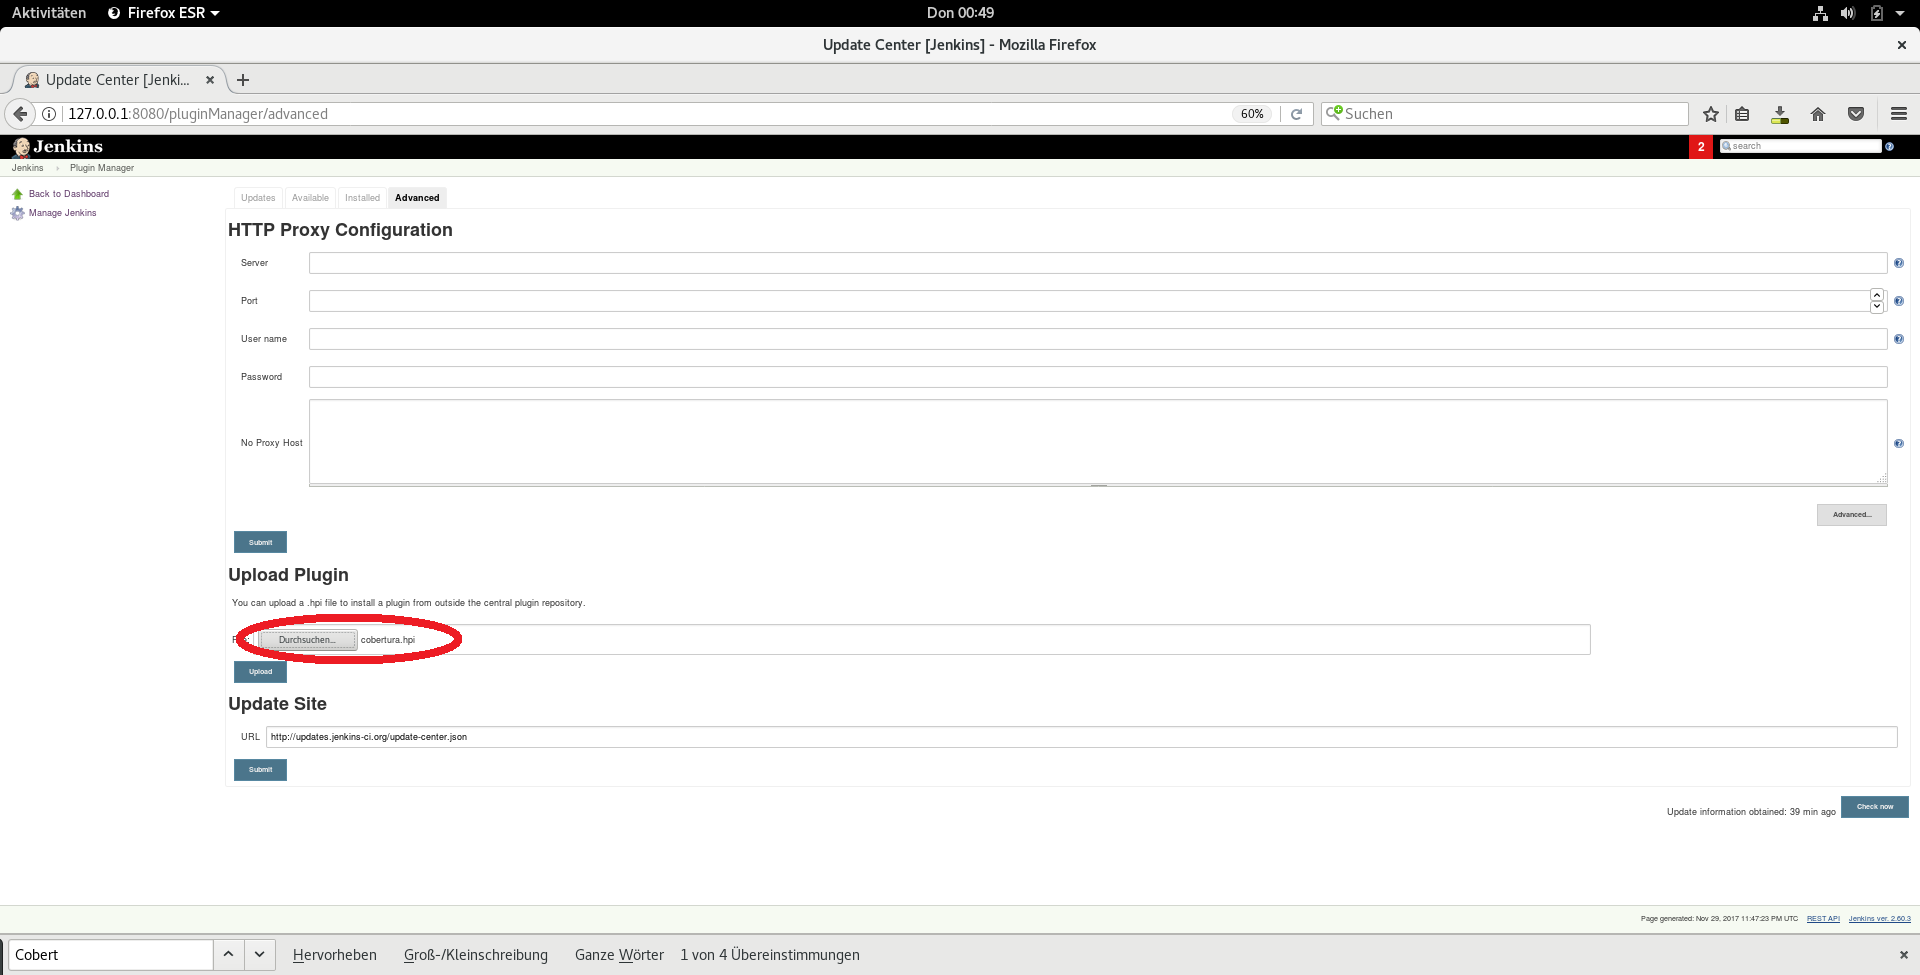 Aktivitäten Firefox ESR Don 00:49
Update Center [Jenkins] - Mozilla Firefox
Update Center [Jenki...
127.0.0.1:8080/pluginManager/advanced 60% Suchen
Jenkins 2 search
Jenkins Plugin Manager
Back to Dashboard
Manage Jenkins
Updates Available Installed Advanced
HTTP Proxy Configuration
Server
Port
User name
Password
No Proxy Host
Advanced...
Submit
Upload Plugin
You can upload a .hpi file to install a plugin from outside the central plugin repository.
Durchsuchen... cobertura.hpi
Upload
Update Site
URL http://updates.jenkins-ci.org/update-center.json
Submit
Update information obtained: 39 min ago Check now
Page generated: Nov 29, 2017 11:47:23 PM UTC REST API Jenkins ver. 2.60.3
Cobert Hervorheben Groß-/Kleinschreibung Ganze Wörter 1 von 4 Übereinstimmungen